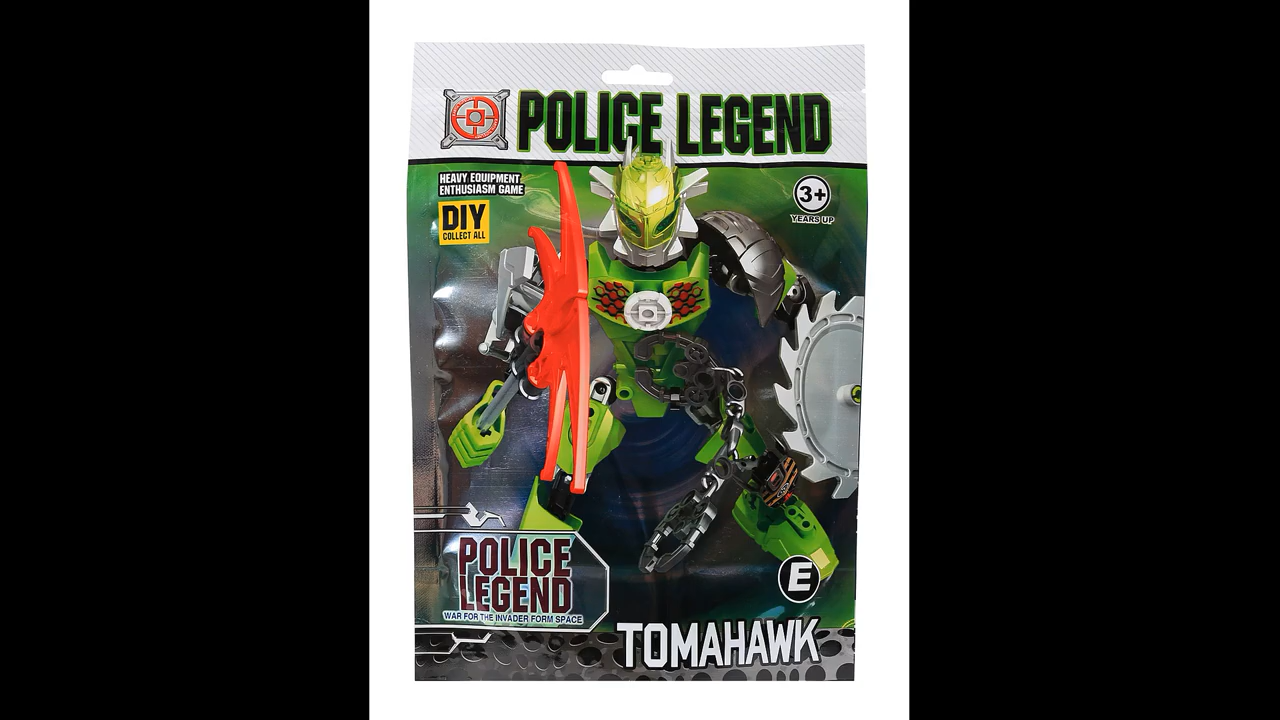 POLICE LEGEND
HEAVY EQUIPMENT
ENTHUSIASM GAME
DIY
COLLECT ALL
3+
YEARS UP
POLICE
LEGEND
WAR FOR THE INVADER FORM SPACE
E
TOMAHAWK